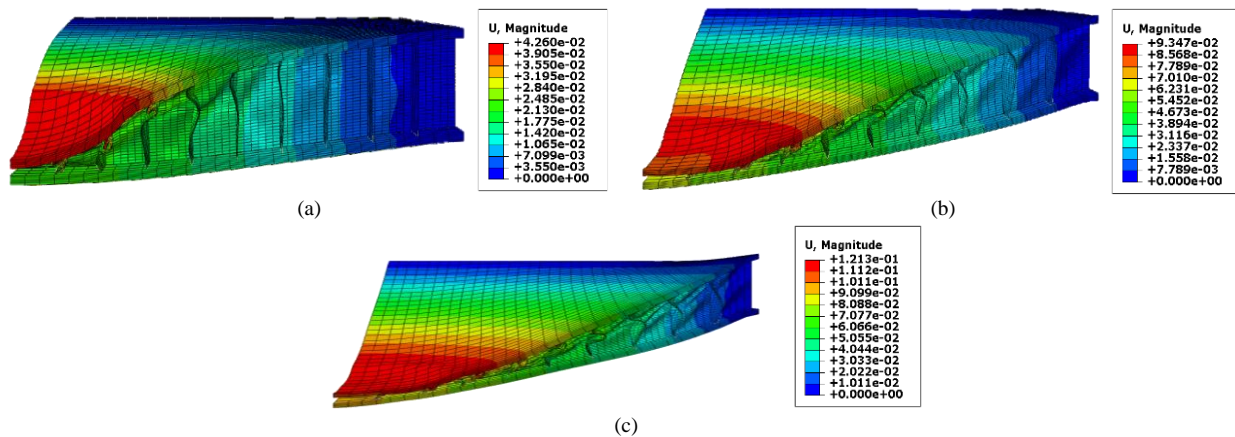 U, Magnitude
+4.260e-02
+3.905e-02
+3.550e-02
+3.195e-02
+2.840e-02
+2.485e-02
+2.130e-02
+1.775e-02
+1.420e-02
+1.065e-02
+7.099e-03
+3.550e-03
+0.000e+00
(a)
U, Magnitude
+9.347e-02
+8.568e-02
+7.789e-02
+7.010e-02
+6.231e-02
+5.452e-02
+4.673e-02
+3.894e-02
+3.116e-02
+2.337e-02
+1.558e-02
+7.789e-03
+0.000e+00
(b)
U, Magnitude
+1.213e-01
+1.112e-01
+1.011e-01
+9.099e-02
+8.088e-02
+7.077e-02
+6.066e-02
+5.055e-02
+4.044e-02
+3.033e-02
+2.022e-02
+1.011e-02
+0.000e+00
(c)